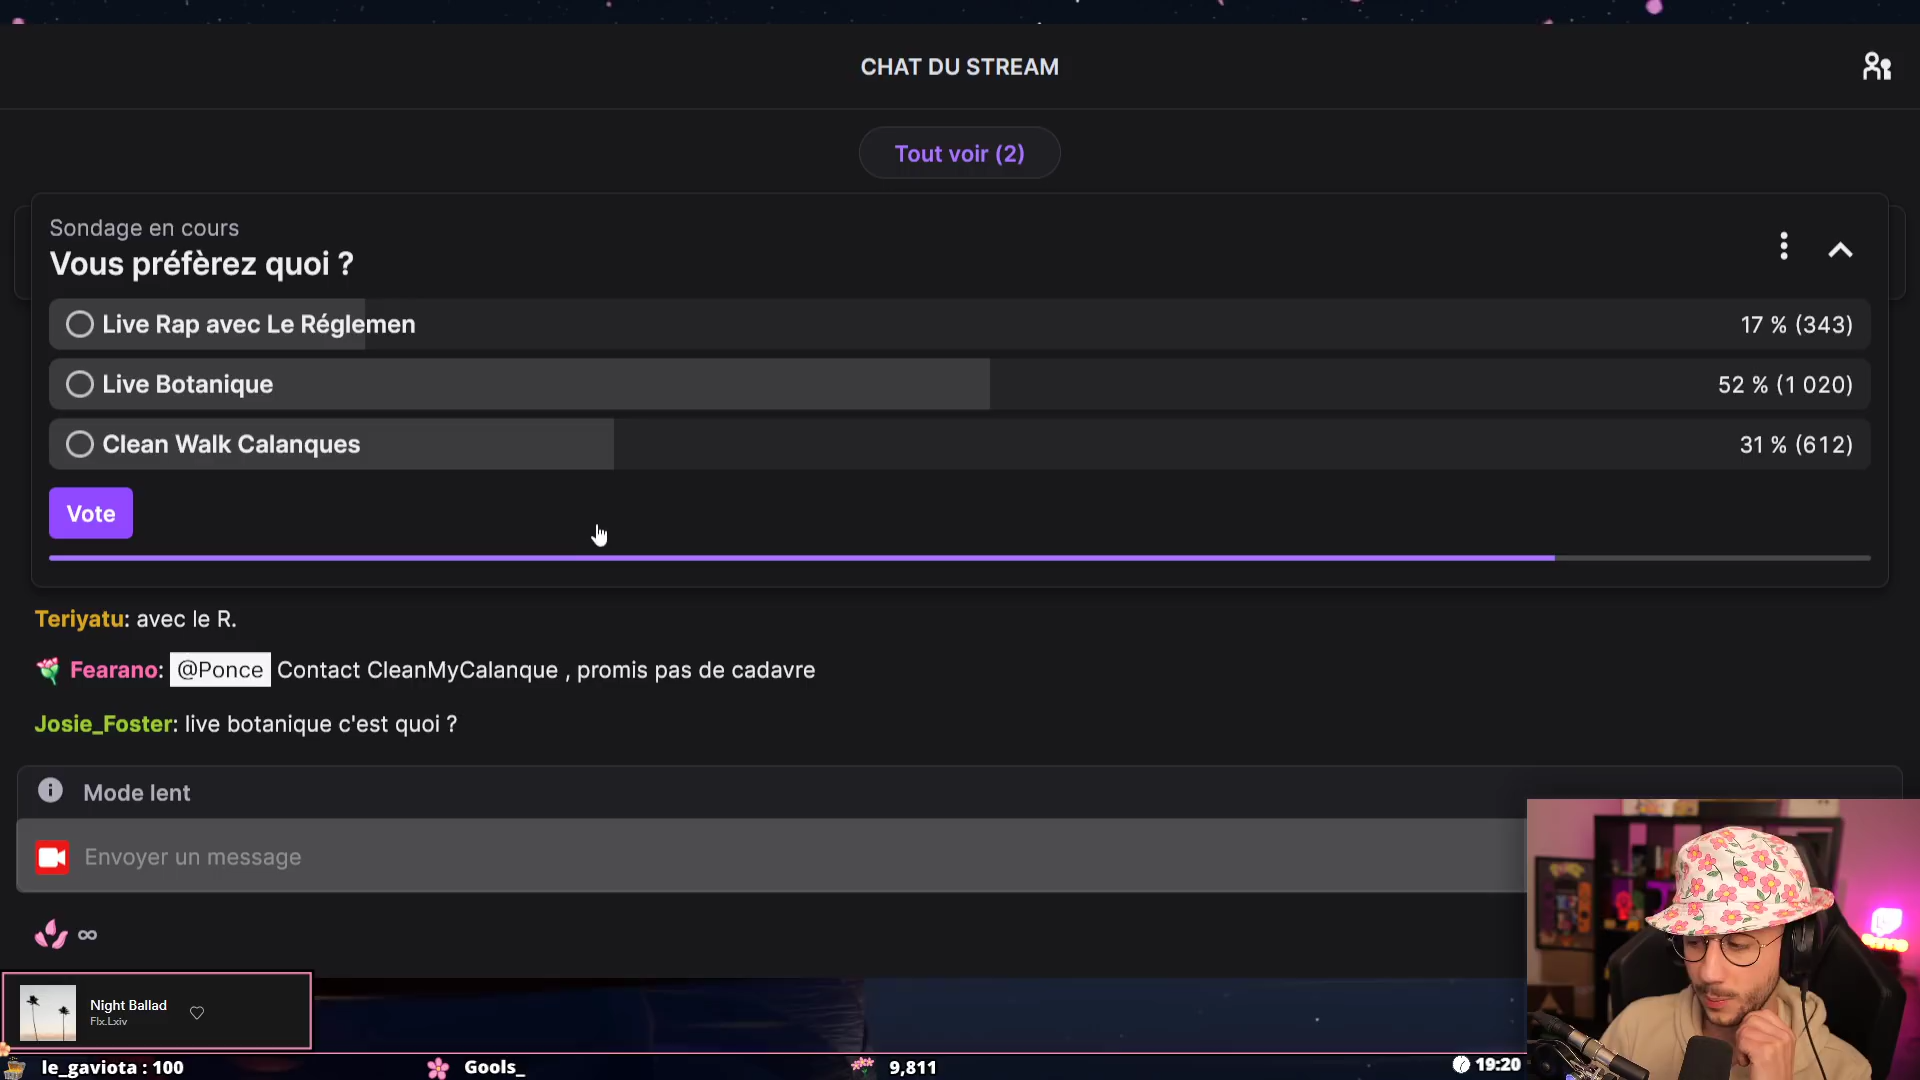 CHAT DU STREAM
Tout voir (2)
Sondage en cours
Vous préfèrez quoi ?
Live Rap avec Le Réglemen 17 % (343)
Live Botanique 52 % (1 020)
Clean Walk Calanques 31 % (612)
Vote
Teriyatu: avec le R.
Fearano: @Ponce Contact CleanMyCalanque , promis pas de cadavre
Josie_Foster: live botanique c'est quoi ?
Mode lent
Envoyer un message
∞
Night Ballad
Flx.Lxiv
le_gaviota : 100 Gools_ 9,811 19:20